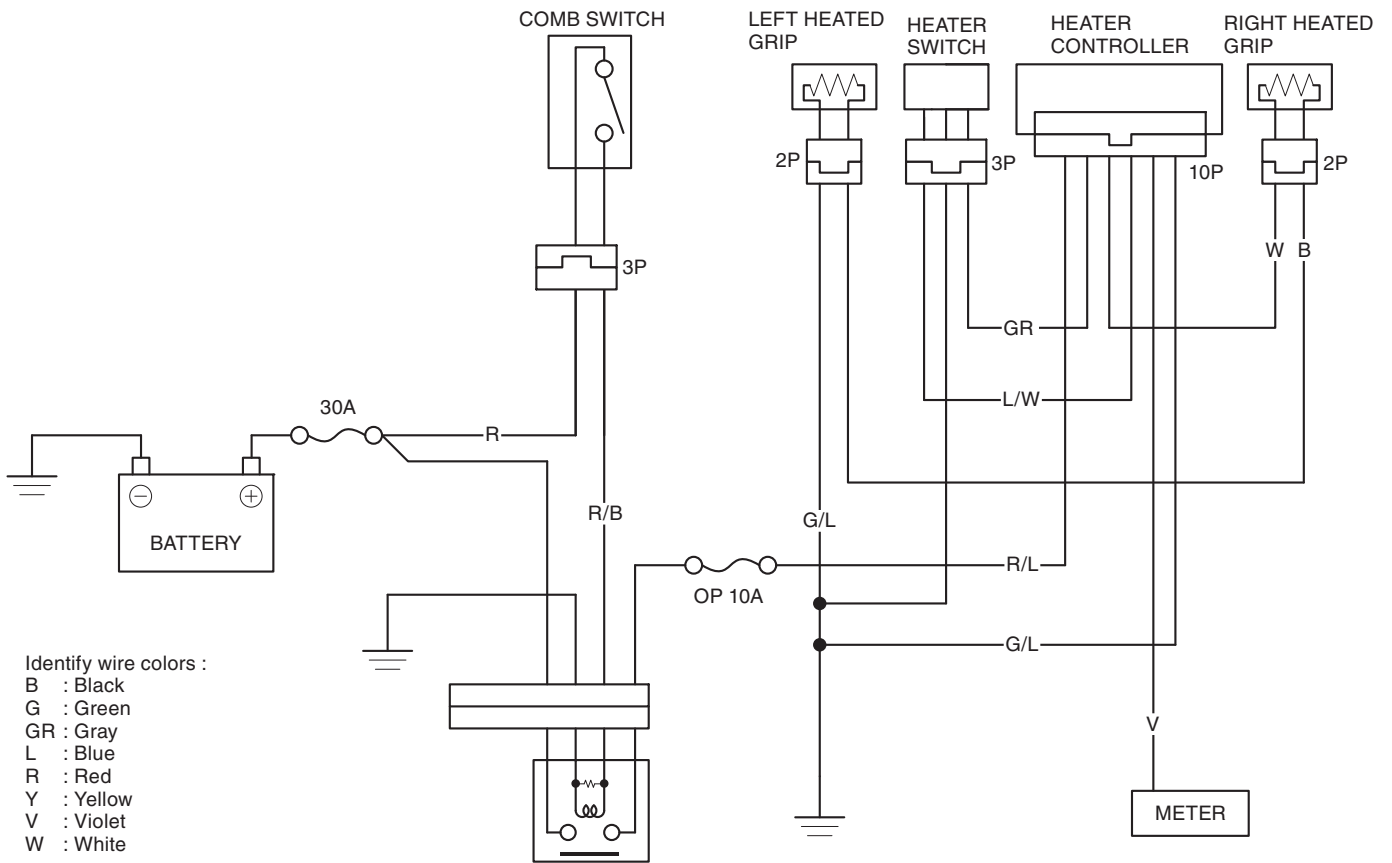 COMB SWITCH
LEFT HEATED
GRIP
HEATER
SWITCH
HEATER
CONTROLLER
RIGHT HEATED
GRIP
2P
3P
10P
2P
3P
W
B
GR
L/W
30A
R
R/B
G/L
BATTERY
OP 10A
R/L
G/L
V
METER
Identify wire colors :
B : Black
G : Green
GR : Gray
L : Blue
R : Red
Y : Yellow
V : Violet
W : White